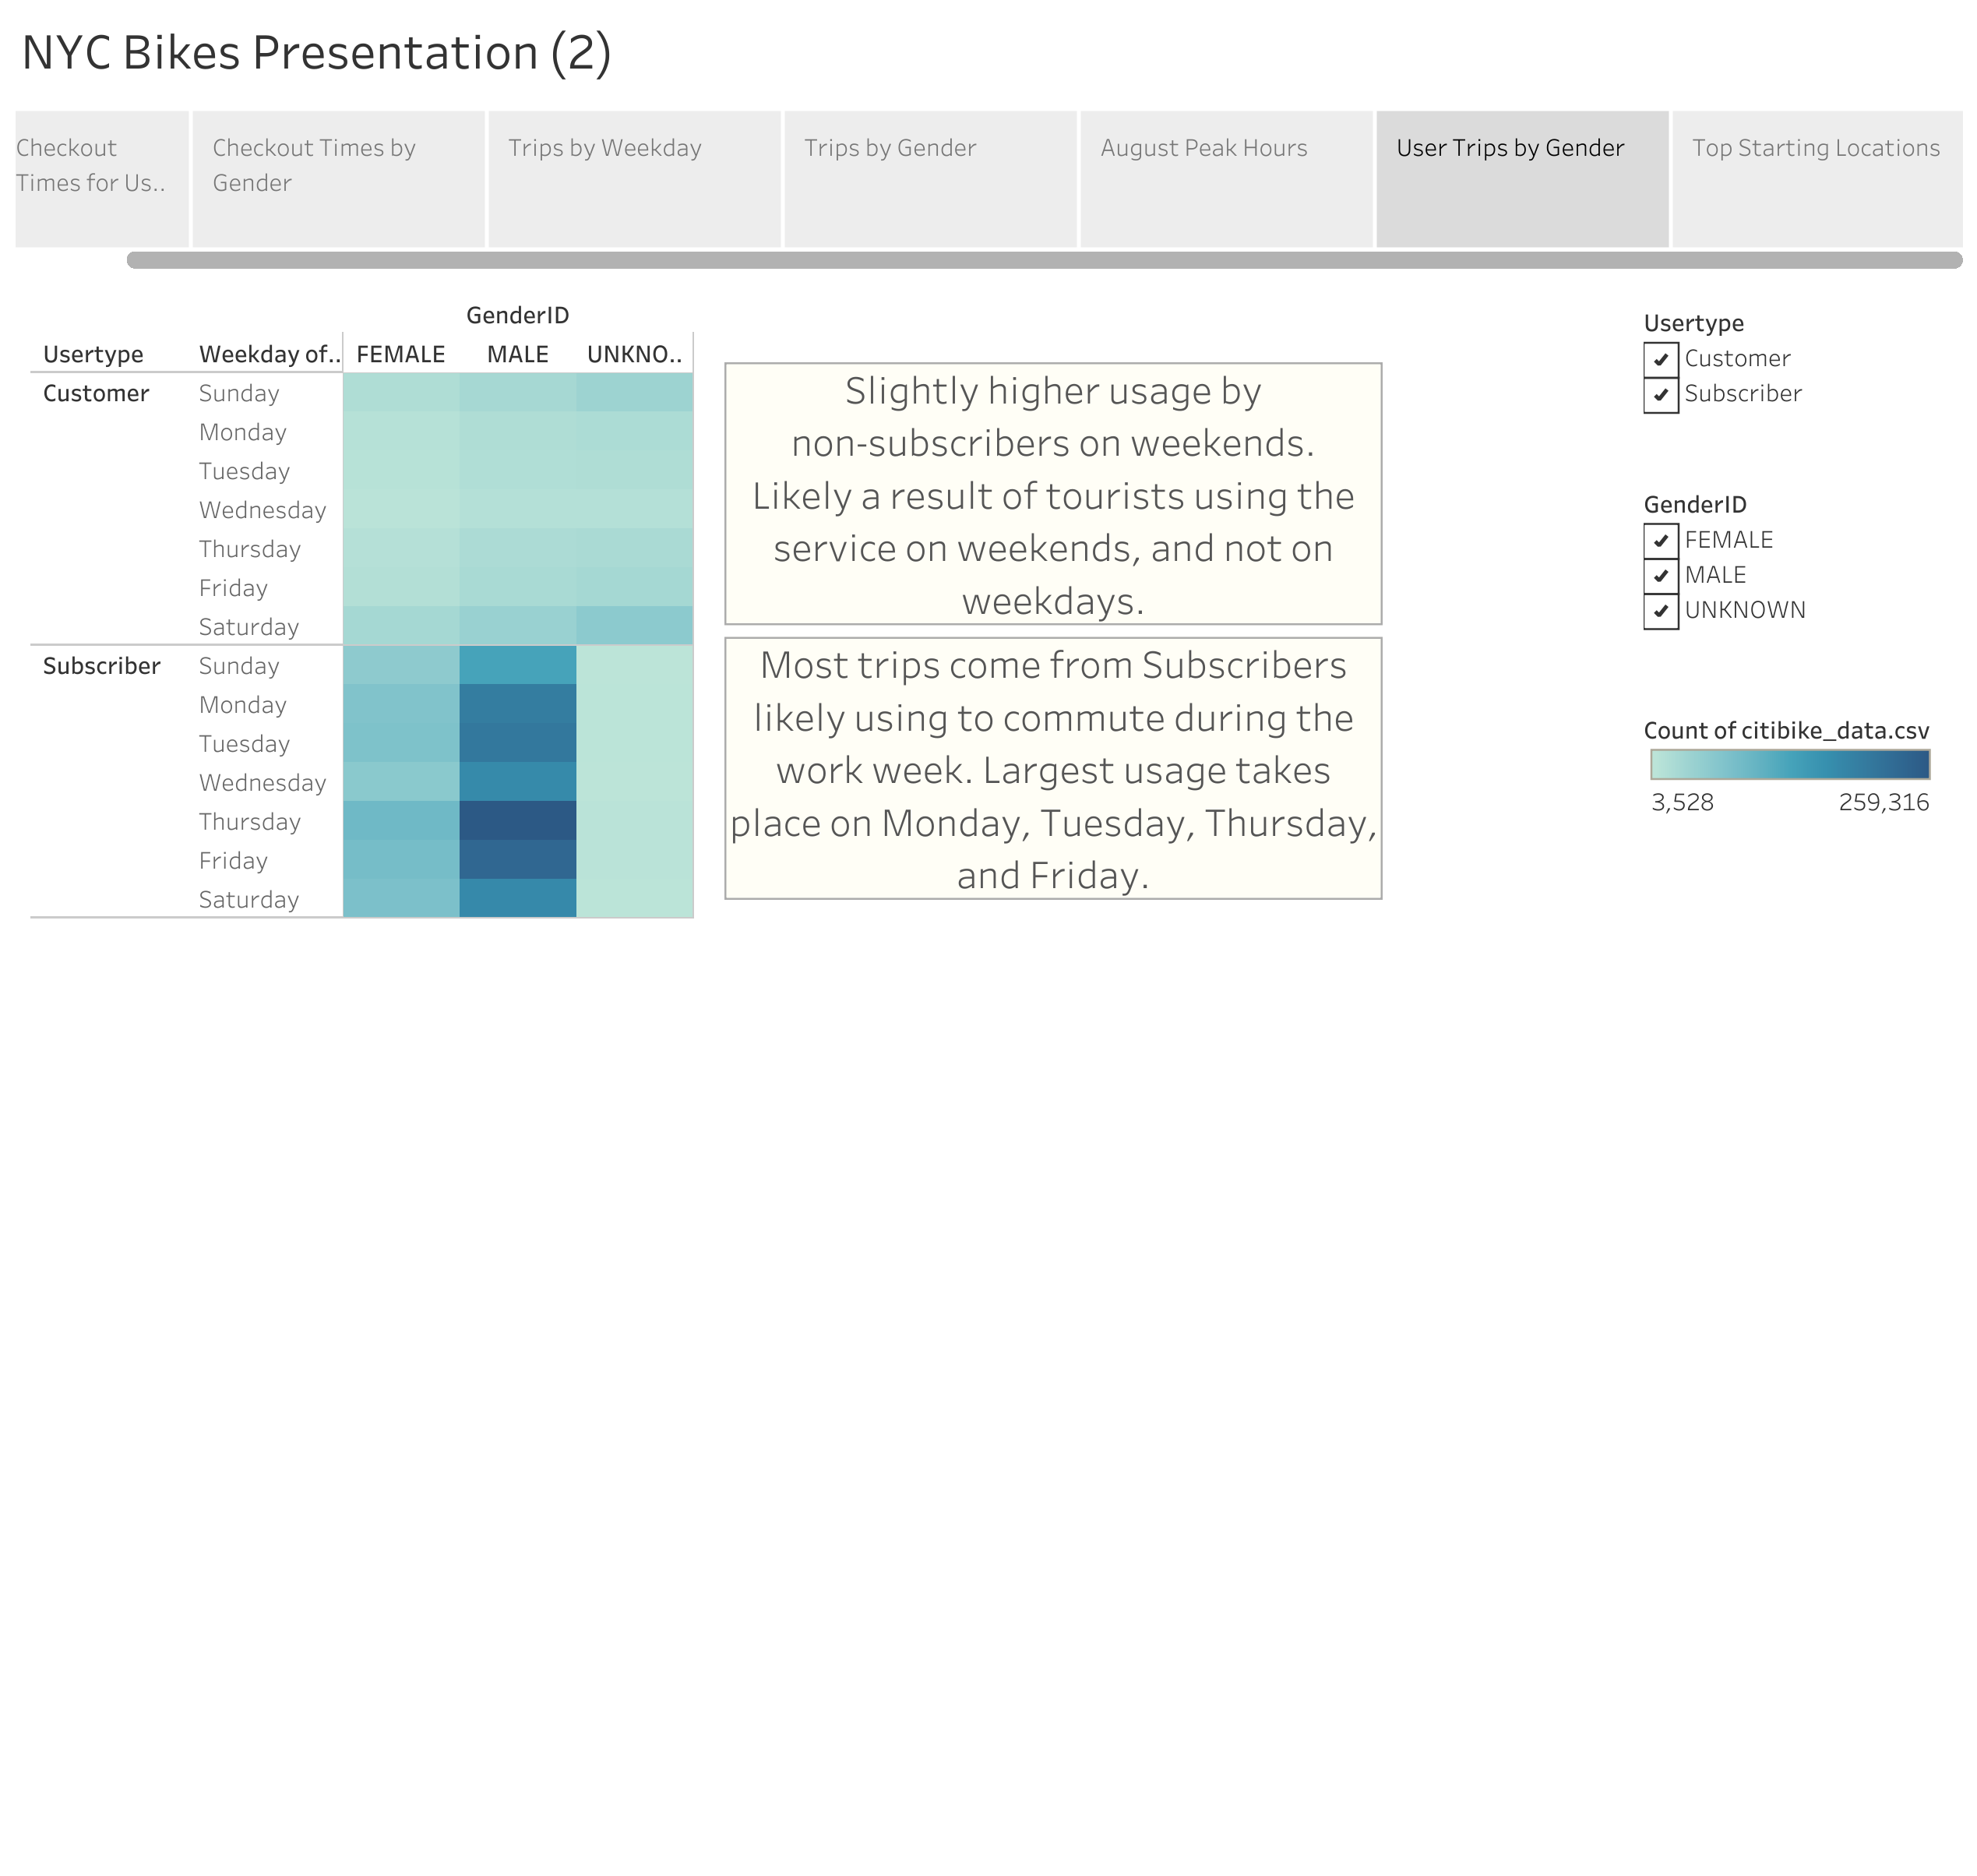 NYC Bikes Presentation (2)
Checkout
Times for Us..
Checkout Times by
Gender
Trips by Weekday
Trips by Gender
August Peak Hours
User Trips by Gender
Top Starting Locations
GenderID
Usertype Weekday of.. FEMALE MALE UNKNO..
Customer Sunday
Monday
Tuesday
Wednesday
Thursday
Friday
Saturday
Subscriber Sunday
Monday
Tuesday
Wednesday
Thursday
Friday
Saturday
Slightly higher usage by
non-subscribers on weekends.
Likely a result of tourists using the
service on weekends, and not on
weekdays.
Most trips come from Subscribers
likely using to commute during the
work week. Largest usage takes
place on Monday, Tuesday, Thursday,
and Friday.
Usertype
Customer
Subscriber
GenderID
FEMALE
MALE
UNKNOWN
Count of citibike_data.csv
3,528 259,316